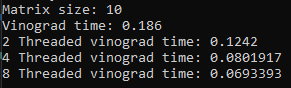 Matrix size: 10
Vinograd time: 0.186
2 Threaded vinograd time: 0.1242
4 Threaded vinograd time: 0.0801917
8 Threaded vinograd time: 0.0693393